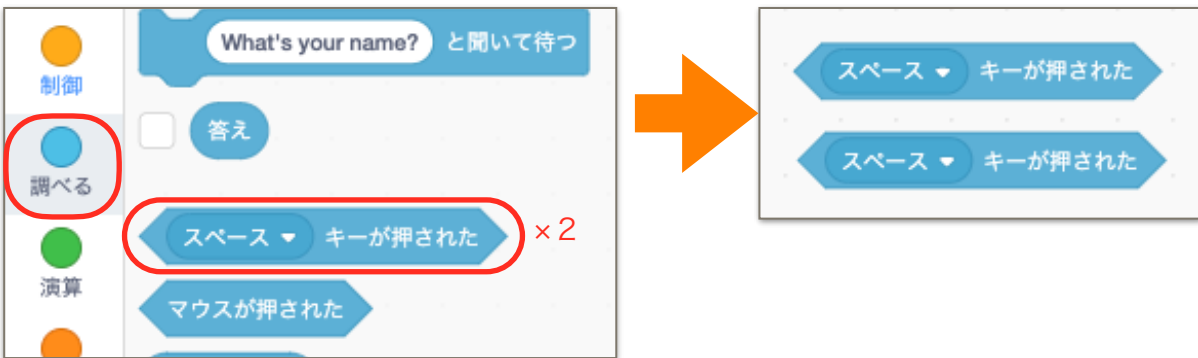 制御
調べる
演算
What's your name? と聞いて待つ
答え
スペース キーが押された
×2
マウスが押された
スペース キーが押された
スペース キーが押された